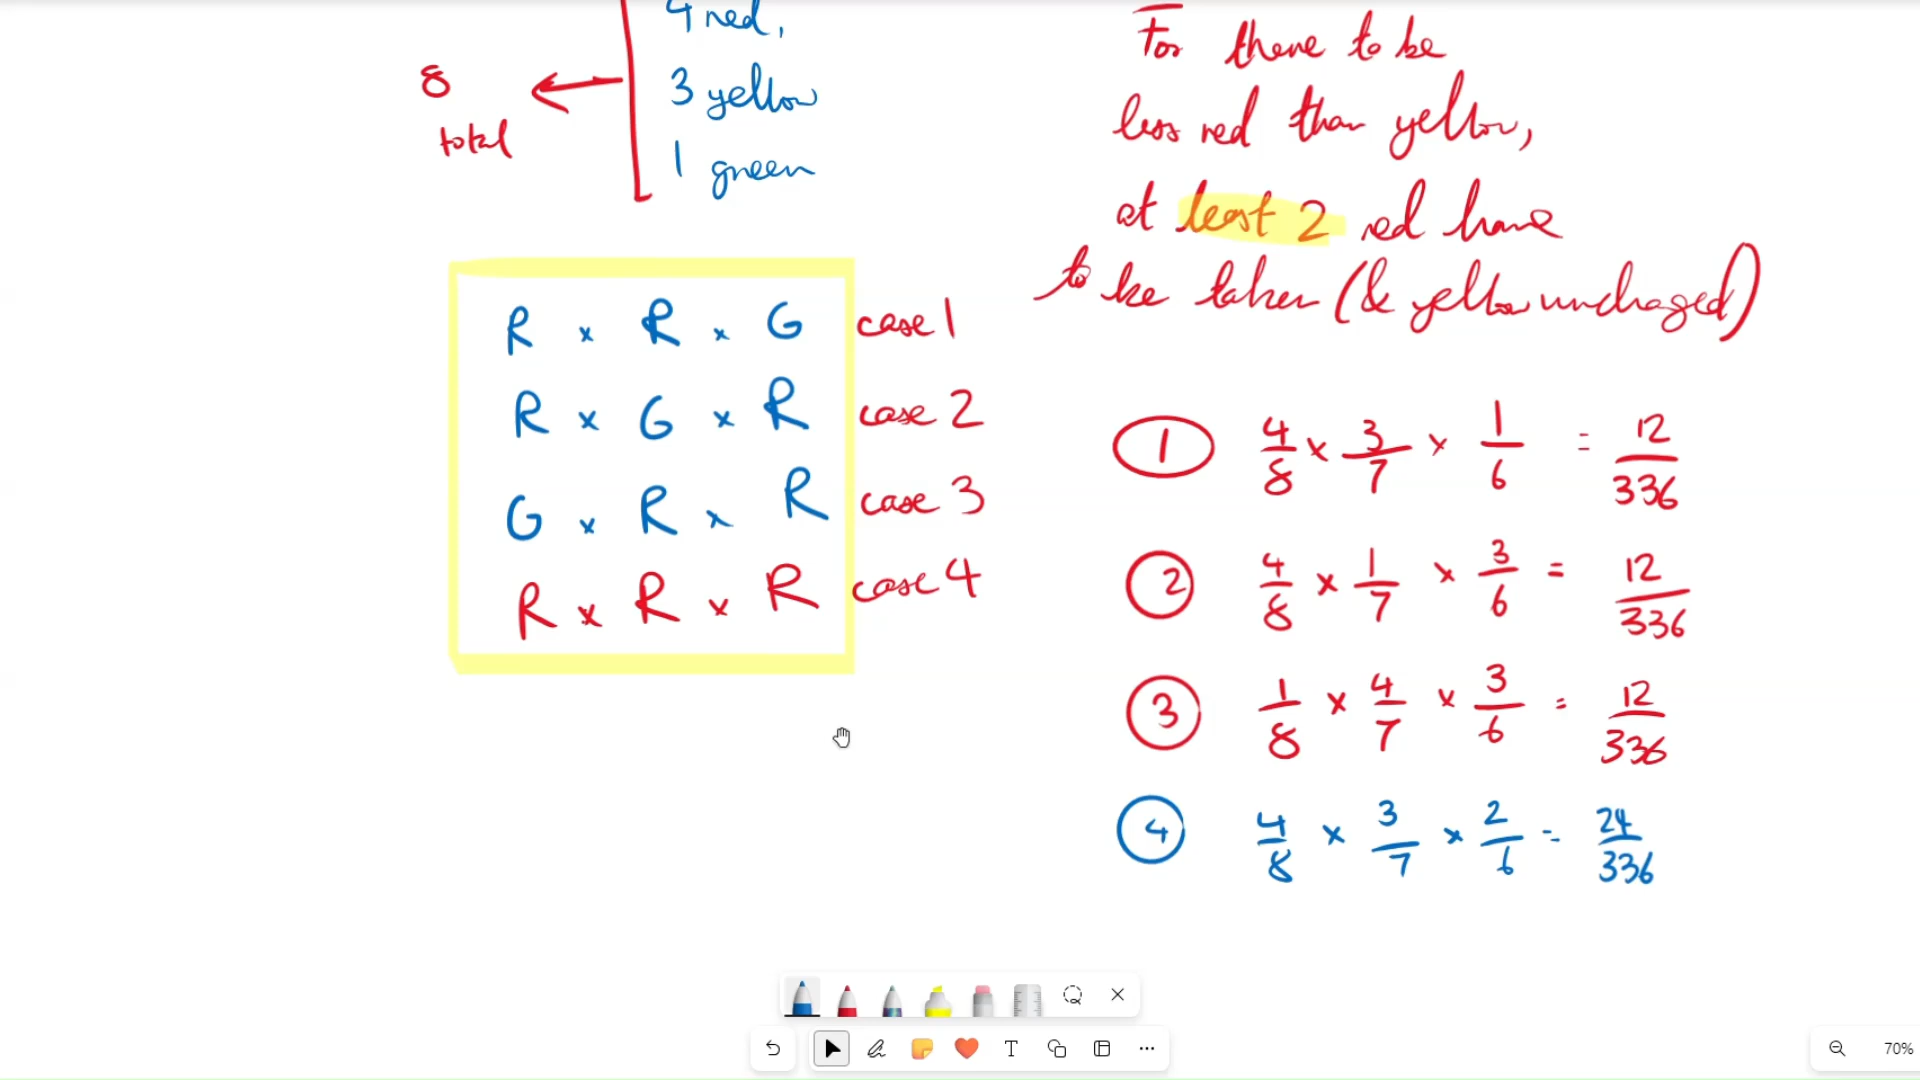 4 red,
3 yellow
1 green
8
total
For there to be
less red than yellow,
at least 2 red have
to be taken (& yellow unchaged)
R x R x G case 1
R x G x R case 2
G x R x R case 3
R x R x R case 4
1 4/8 x 3/7 x 1/6 = 12/336
2 4/8 x 1/7 x 3/6 = 12/336
3 1/8 x 4/7 x 3/6 = 12/336
4 4/8 x 3/7 x 2/6 = 24/336
T
70%